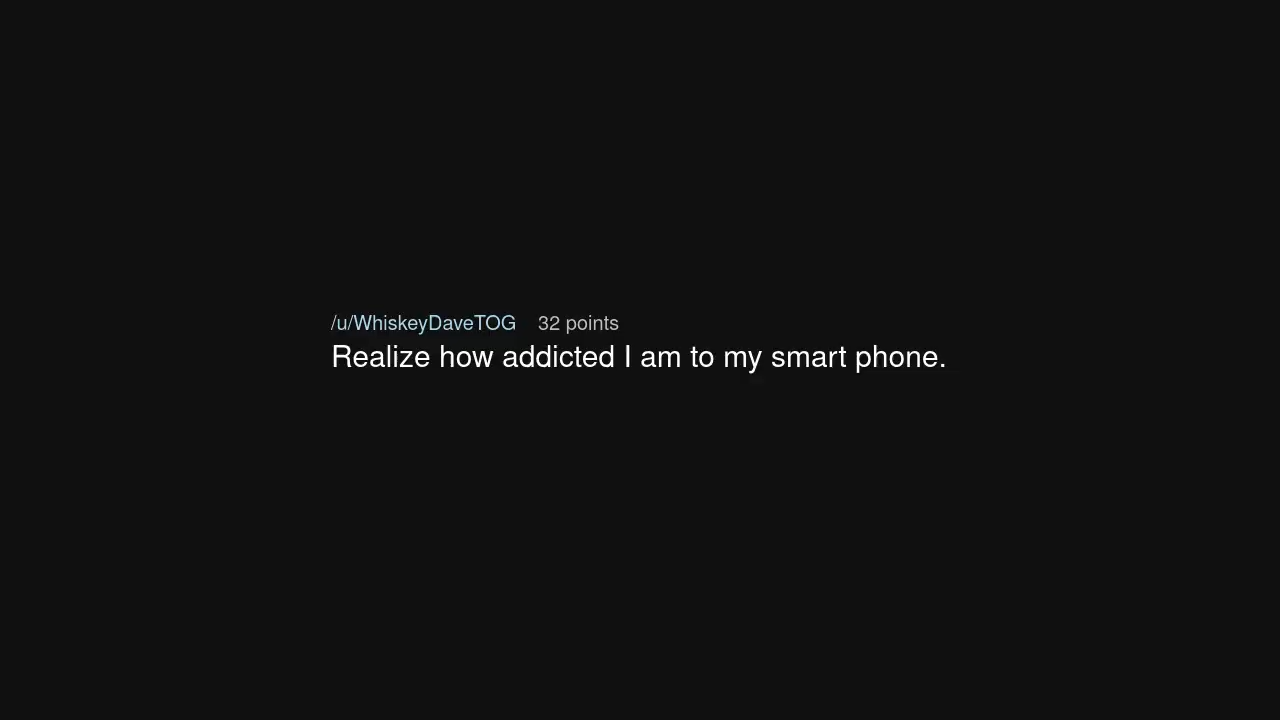 /u/WhiskeyDaveTOG 32 points
Realize how addicted I am to my smart phone.